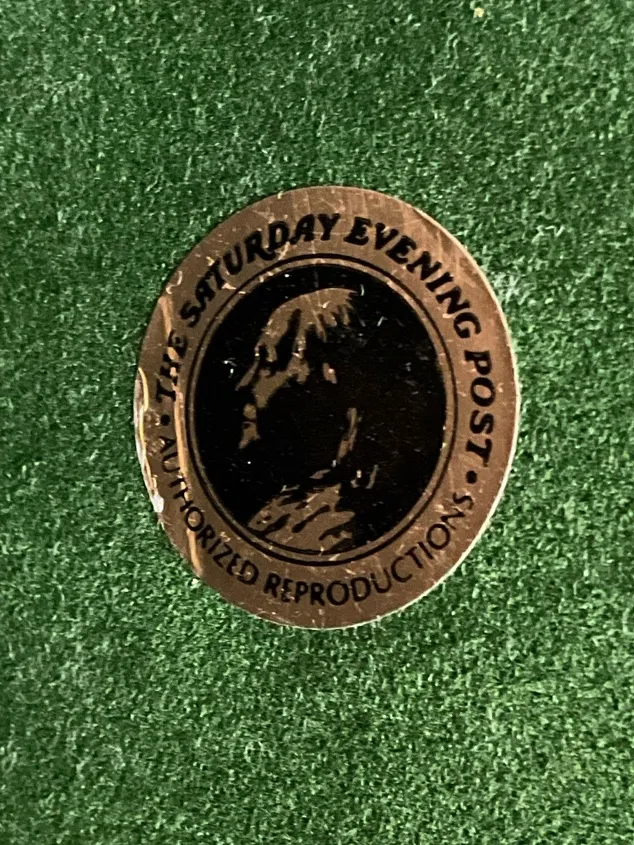 • THE SATURDAY EVENING POST •
AUTHORIZED REPRODUCTIONS